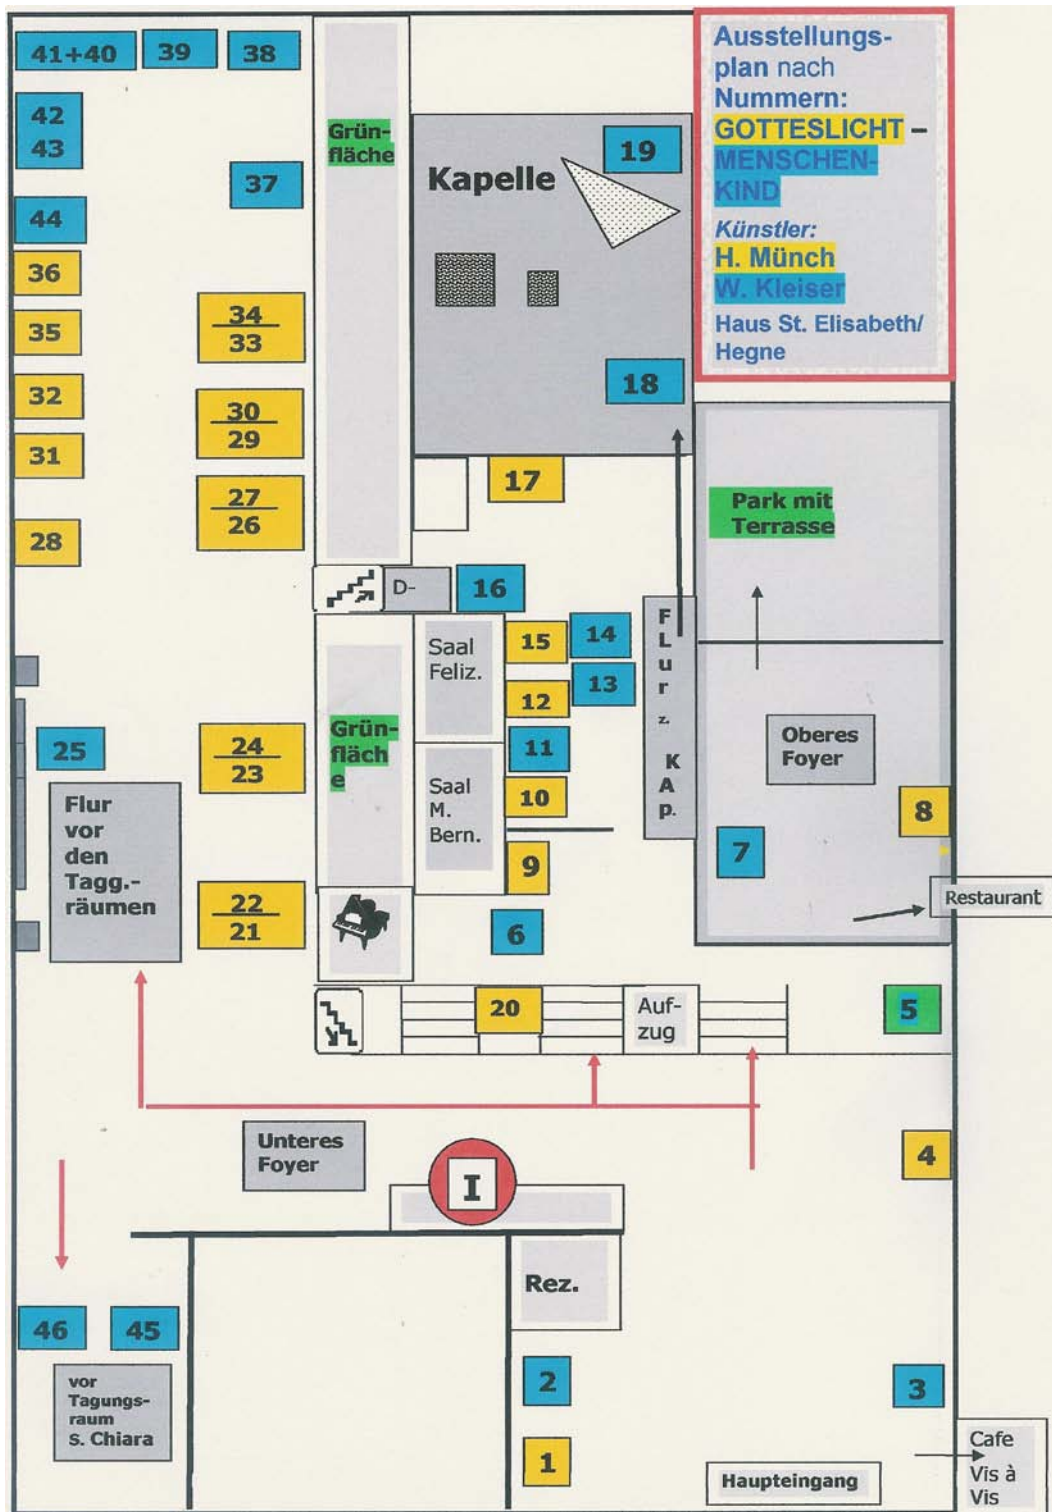 41+40
39
38
42
43
37
44
36
35
32
31
28
34
33
30
29
27
26
Grün-
fläche
Kapelle
19
18
17
Ausstellungs-
plan nach
Nummern:
GOTTESLICHT –
MENSCHEN-
KIND
Künstler:
H. Münch
W. Kleiser
Haus St. Elisabeth/
Hegne
Park mit
Terrasse
D-
16
Saal
Feliz.
15
14
12
13
11
10
9
6
Saal
M.
Bern.
Grün-
fläch
e
FLur
z.
KAp.
Oberes
Foyer
8
7
Restaurant
25
24
23
22
21
Flur
vor
den
Tagg.-
räumen
20
Auf-
zug
5
4
Unteres
Foyer
I
Rez.
46
45
vor
Tagungs-
raum
S. Chiara
2
1
3
Haupteingang
Cafe
Vis à
Vis